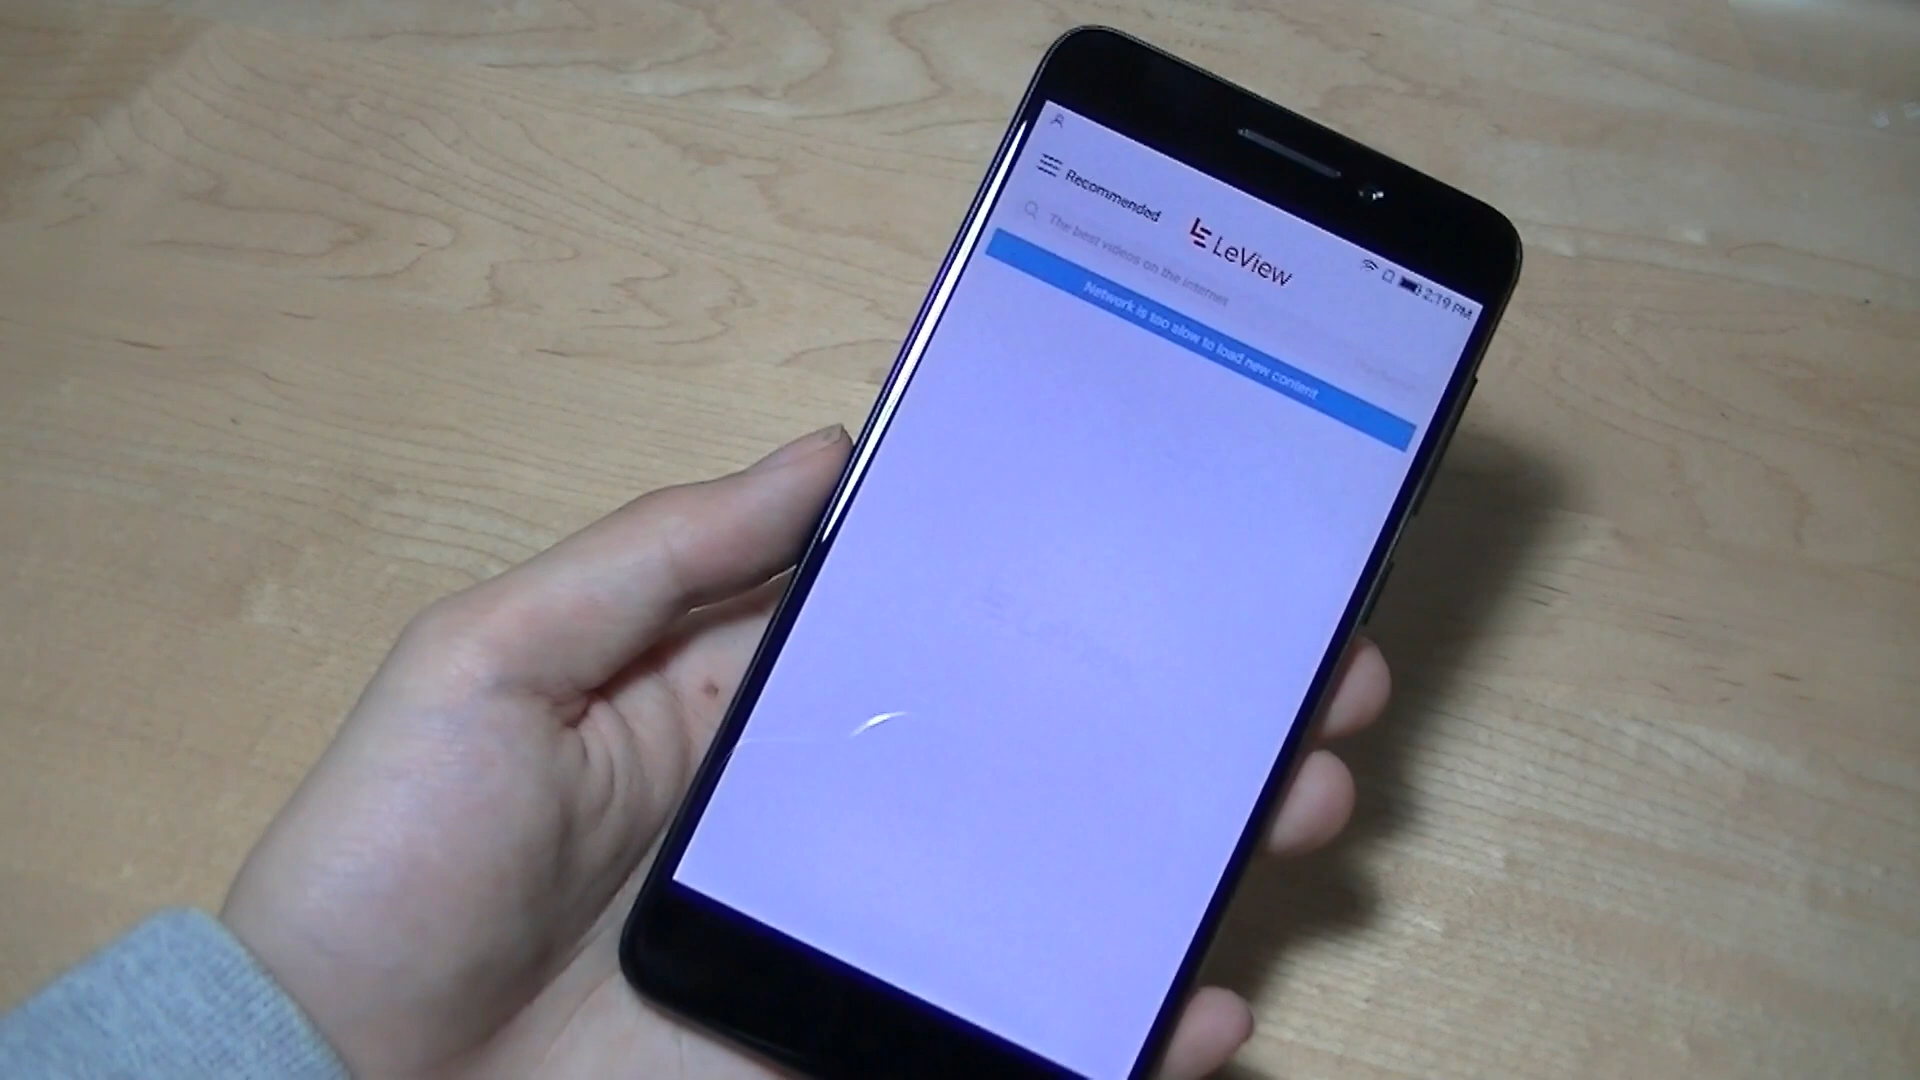 2:19 PM
Recommended
LeView
The best videos on the internet
Network is too slow to load new content